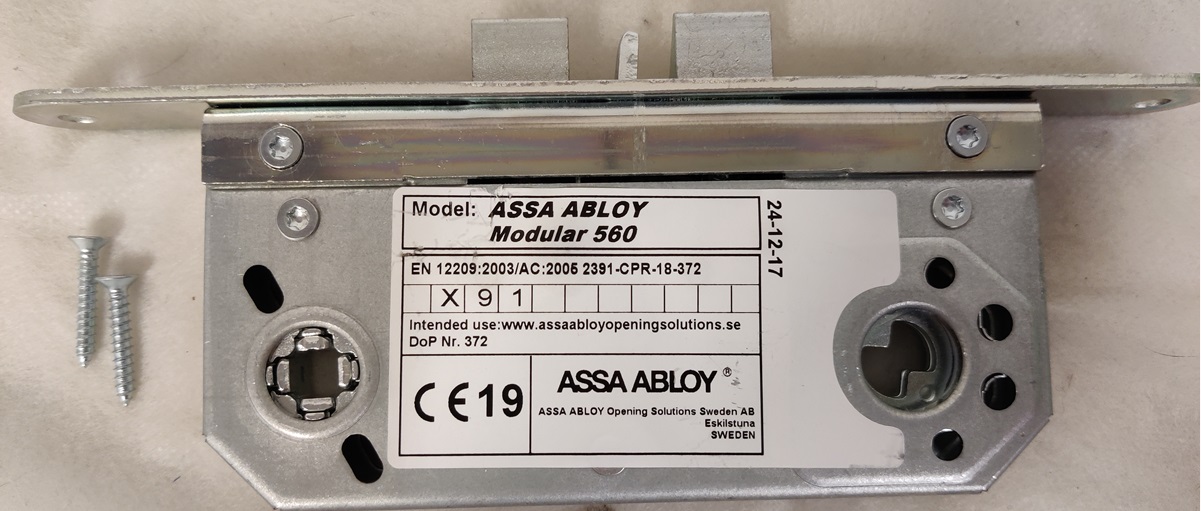 Model: ASSA ABLOY
Modular 560
24-12-17
EN 12209:2003/AC:2005 2391-CPR-18-372
X 9 1
Intended use:www.assaabloyopeningsolutions.se
DoP Nr. 372
CE 19
ASSA ABLOY ®
ASSA ABLOY Opening Solutions Sweden AB
Eskilstuna
SWEDEN